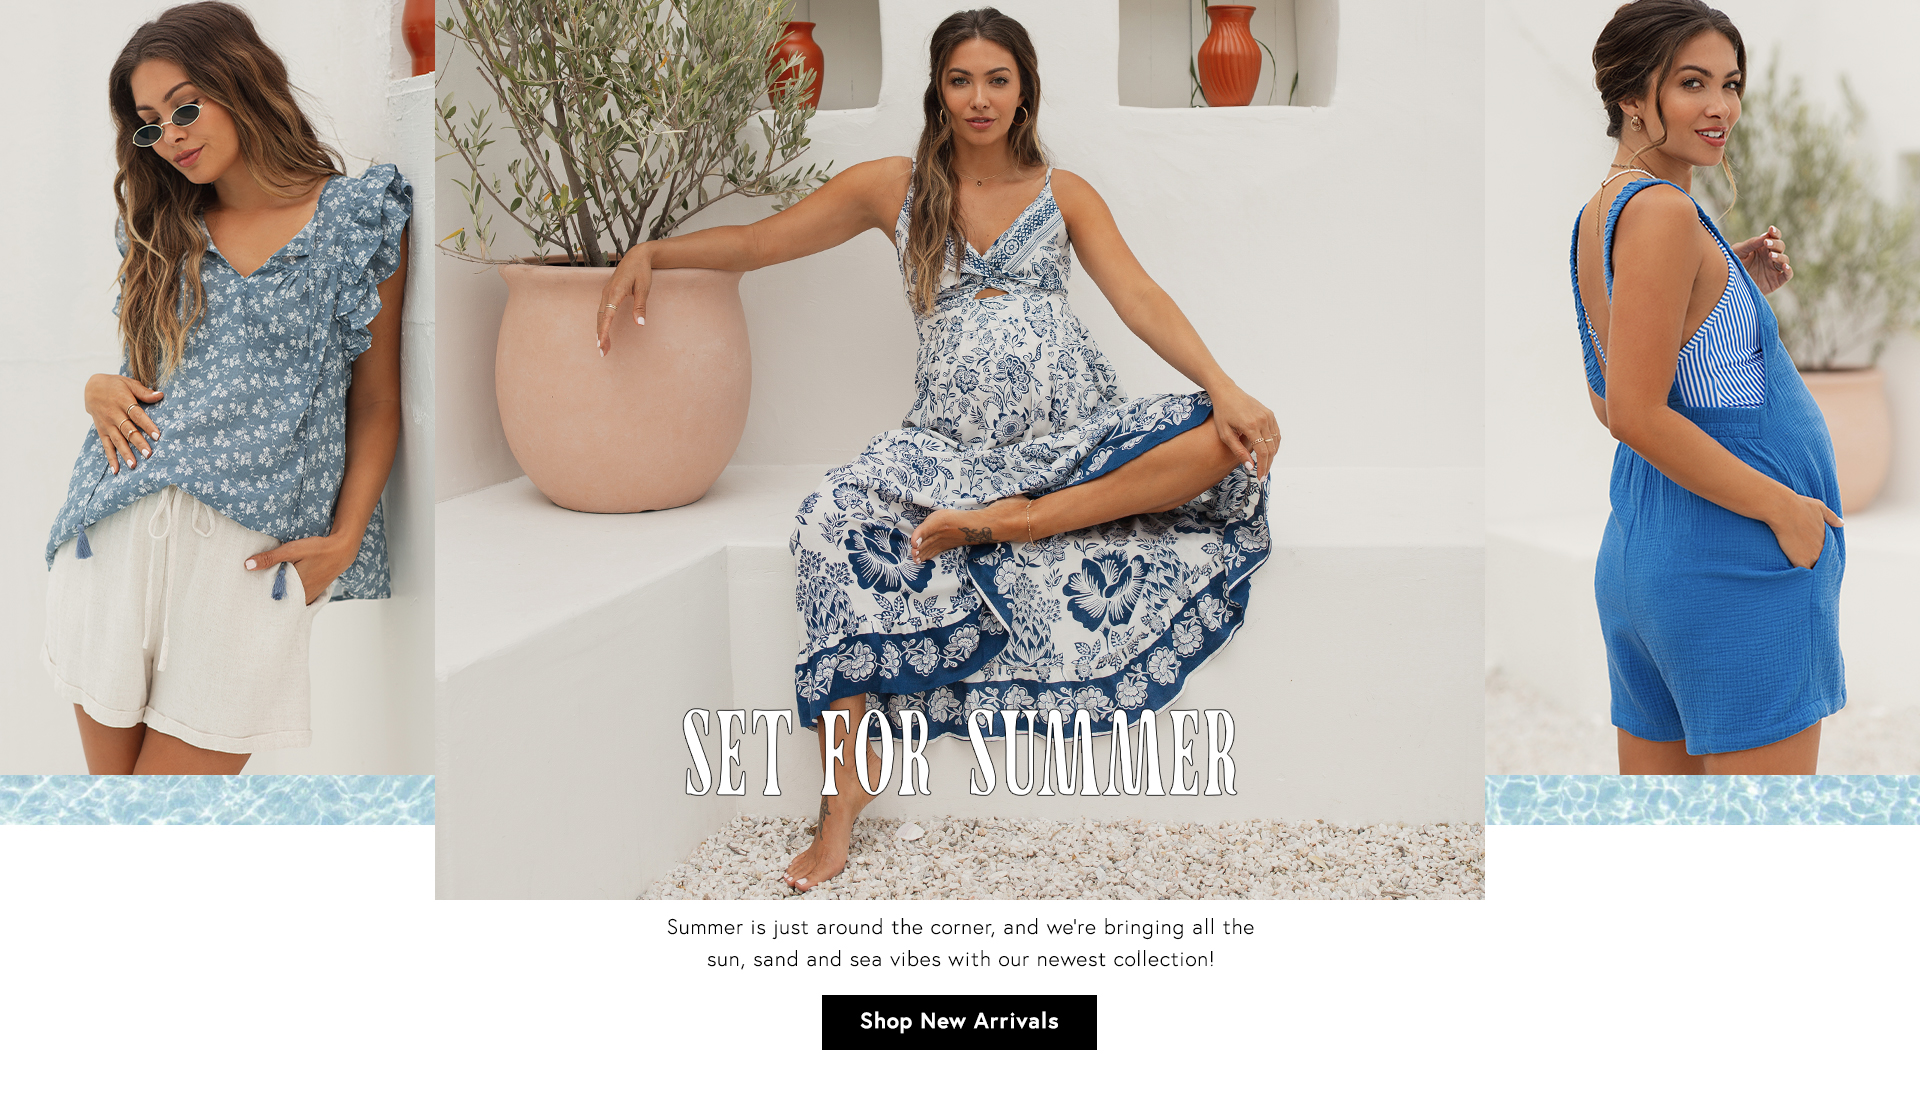 SET FOR SUMMER
Summer is just around the corner, and we're bringing all the
sun, sand and sea vibes with our newest collection!
Shop New Arrivals